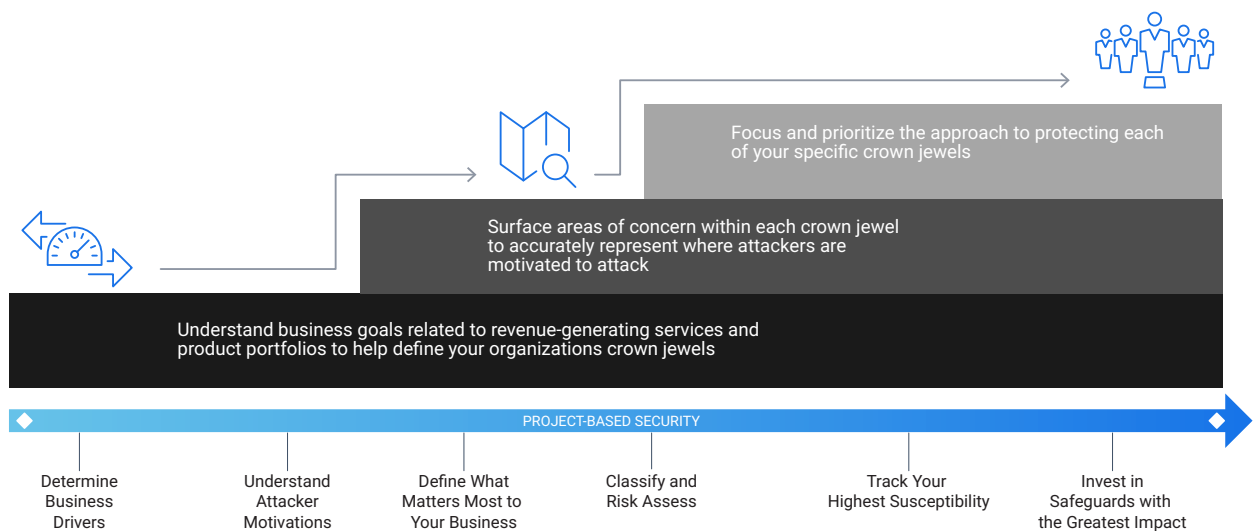 Focus and prioritize the approach to protecting each
of your specific crown jewels
Surface areas of concern within each crown jewel
to accurately represent where attackers are
motivated to attack
Understand business goals related to revenue-generating services and
product portfolios to help define your organizations crown jewels
PROJECT-BASED SECURITY
Determine
Business
Drivers
Understand
Attacker
Motivations
Define What
Matters Most to
Your Business
Classify and
Risk Assess
Track Your
Highest Susceptibility
Invest in
Safeguards with
the Greatest Impact